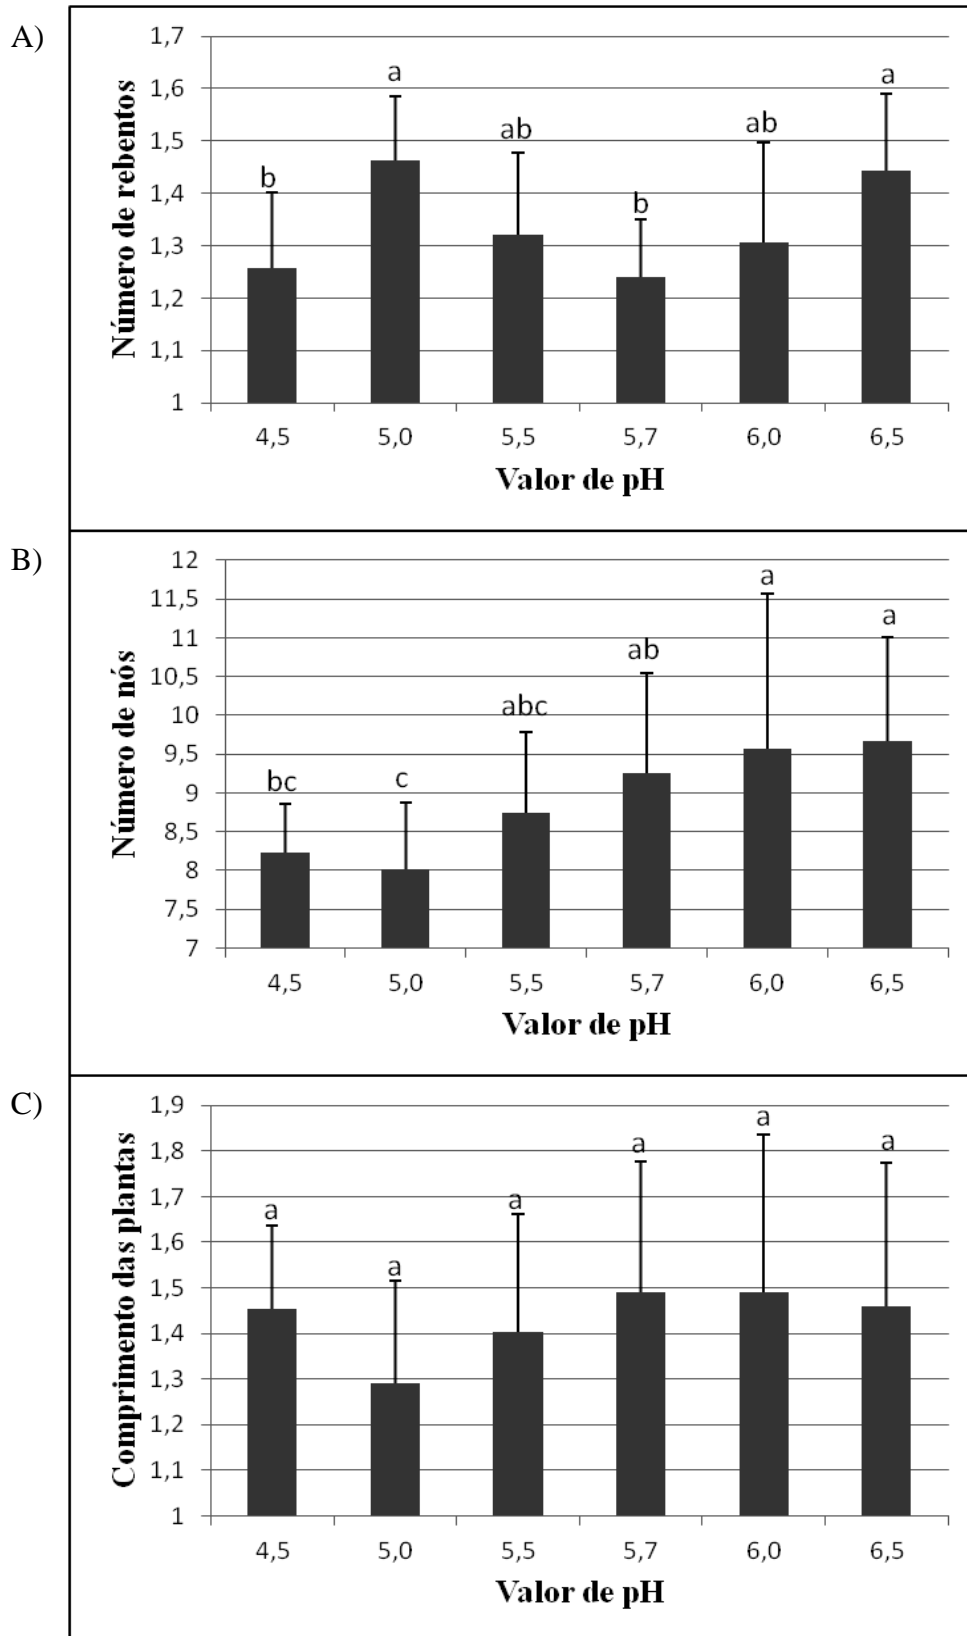 A)
Número de rebentos
1,7
1,6
1,5
1,4
1,3
1,2
1,1
1
b
a
ab
b
ab
a
4,5 5,0 5,5 5,7 6,0 6,5
Valor de pH
B)
Número de nós
12
11,5
11
10,5
10
9,5
9
8,5
8
7,5
7
bc
c
abc
ab
a
a
4,5 5,0 5,5 5,7 6,0 6,5
Valor de pH
C)
Comprimento das plantas
1,9
1,8
1,7
1,6
1,5
1,4
1,3
1,2
1,1
1
a
a
a
a
a
a
4,5 5,0 5,5 5,7 6,0 6,5
Valor de pH